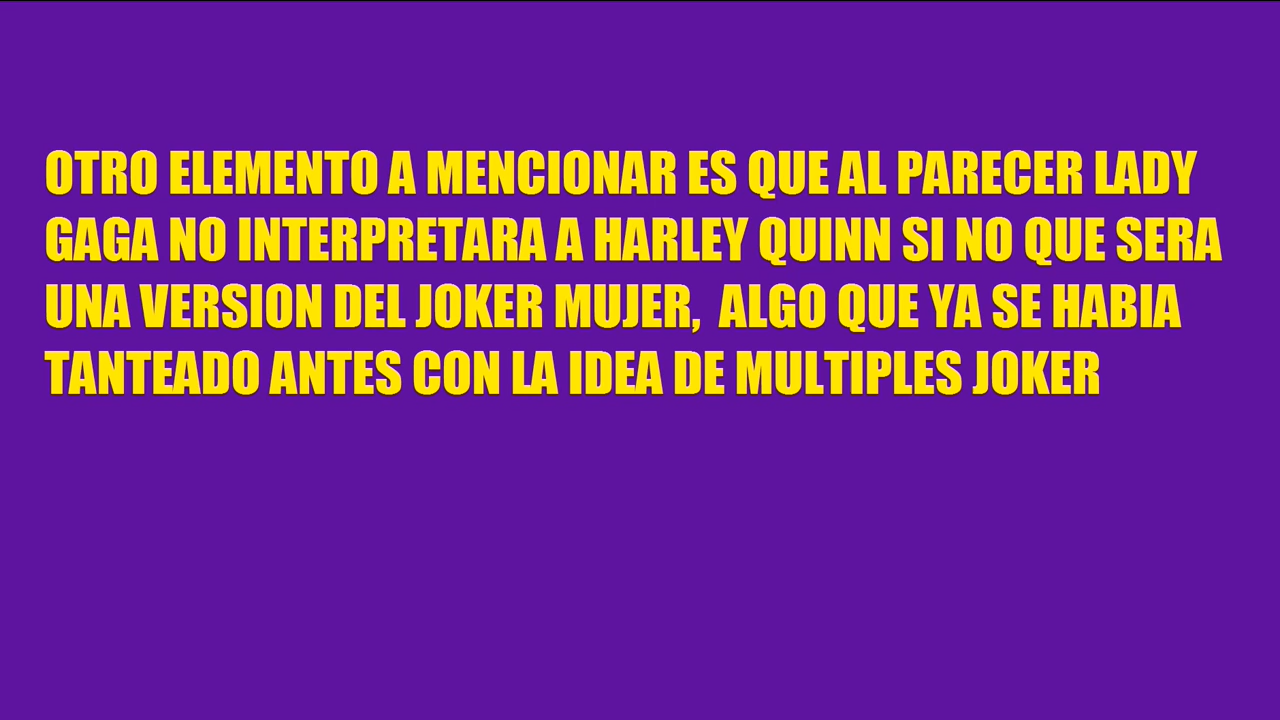 OTRO ELEMENTO A MENCIONAR ES QUE AL PARECER LADY
GAGA NO INTERPRETARA A HARLEY QUINN SI NO QUE SERA
UNA VERSION DEL JOKER MUJER, ALGO QUE YA SE HABIA
TANTEADO ANTES CON LA IDEA DE MULTIPLES JOKER